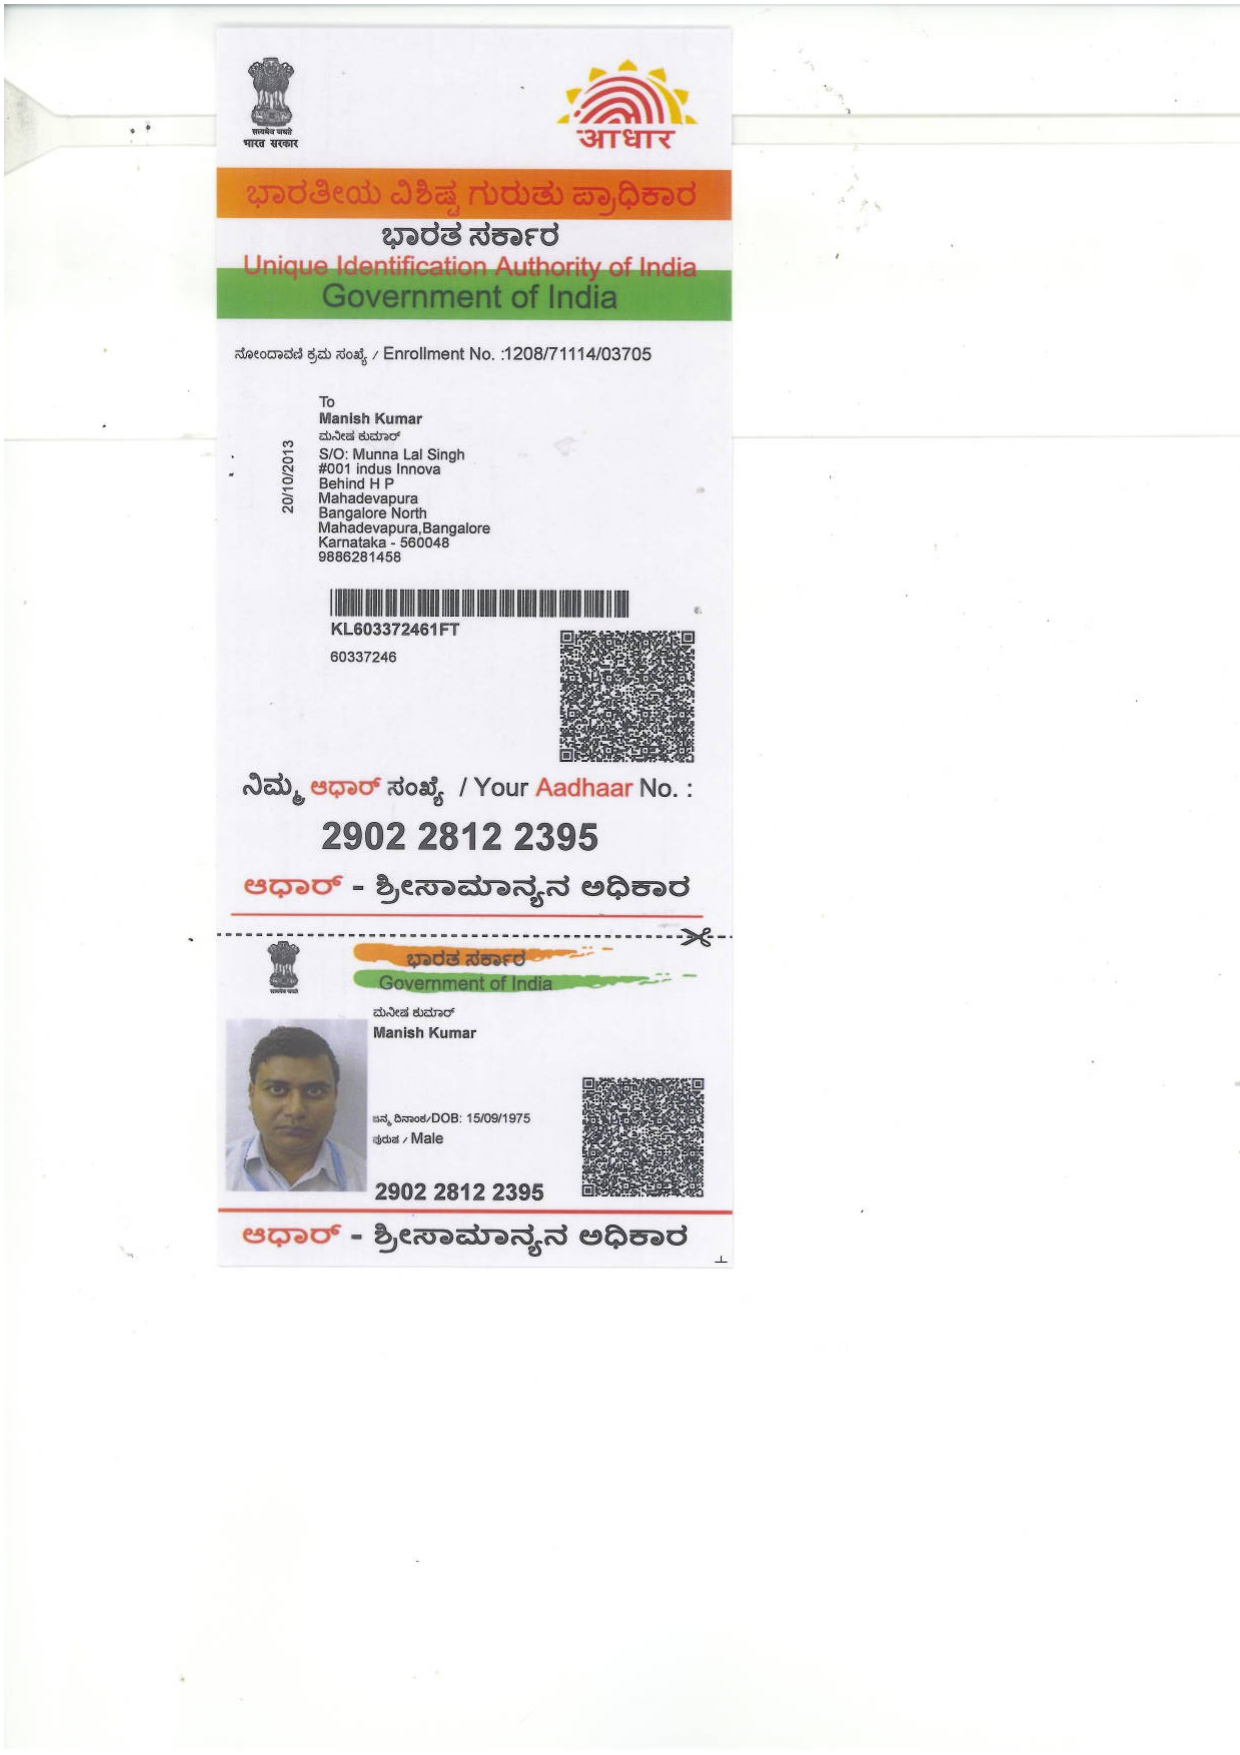 सत्यमेव जयते
भारत सरकार
आधार
ಭಾರತೀಯ ವಿಶಿಷ್ಟ ಗುರುತು ಪ್ರಾಧಿಕಾರ
ಭಾರತ ಸರ್ಕಾರ
Unique Identification Authority of India
Government of India
ನೋಂದಾವಣೆ ಕ್ರಮ ಸಂಖ್ಯೆ / Enrollment No. :1208/71114/03705
20/10/2013
To
Manish Kumar
ಮನೀಷ ಕುಮಾರ್
S/O: Munna Lal Singh
#001 indus Innova
Behind H P
Mahadevapura
Bangalore North
Mahadevapura,Bangalore
Karnataka - 560048
9886281458
KL603372461FT
60337246
ನಿಮ್ಮ ಆಧಾರ್ ಸಂಖ್ಯೆ / Your Aadhaar No. :
2902 2812 2395
ಆಧಾರ್ - ಶ್ರೀಸಾಮಾನ್ಯನ ಅಧಿಕಾರ
ಭಾರತ ಸರ್ಕಾರ
Government of India
ಮನೀಷ ಕುಮಾರ್
Manish Kumar
ಜನ್ಮ ದಿನಾಂಕ/DOB: 15/09/1975
ಪುರುಷ / Male
2902 2812 2395
ಆಧಾರ್ - ಶ್ರೀಸಾಮಾನ್ಯನ ಅಧಿಕಾರ